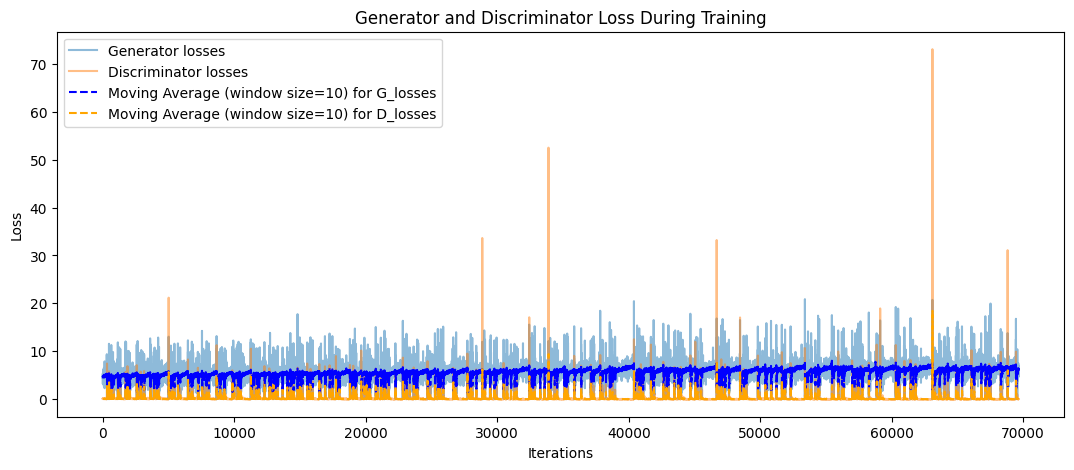 Generator and Discriminator Loss During Training
Generator losses
Discriminator losses
Moving Average (window size=10) for G_losses
Moving Average (window size=10) for D_losses
Loss
70
60
50
40
30
20
10
0
0 10000 20000 30000 40000 50000 60000 70000
Iterations